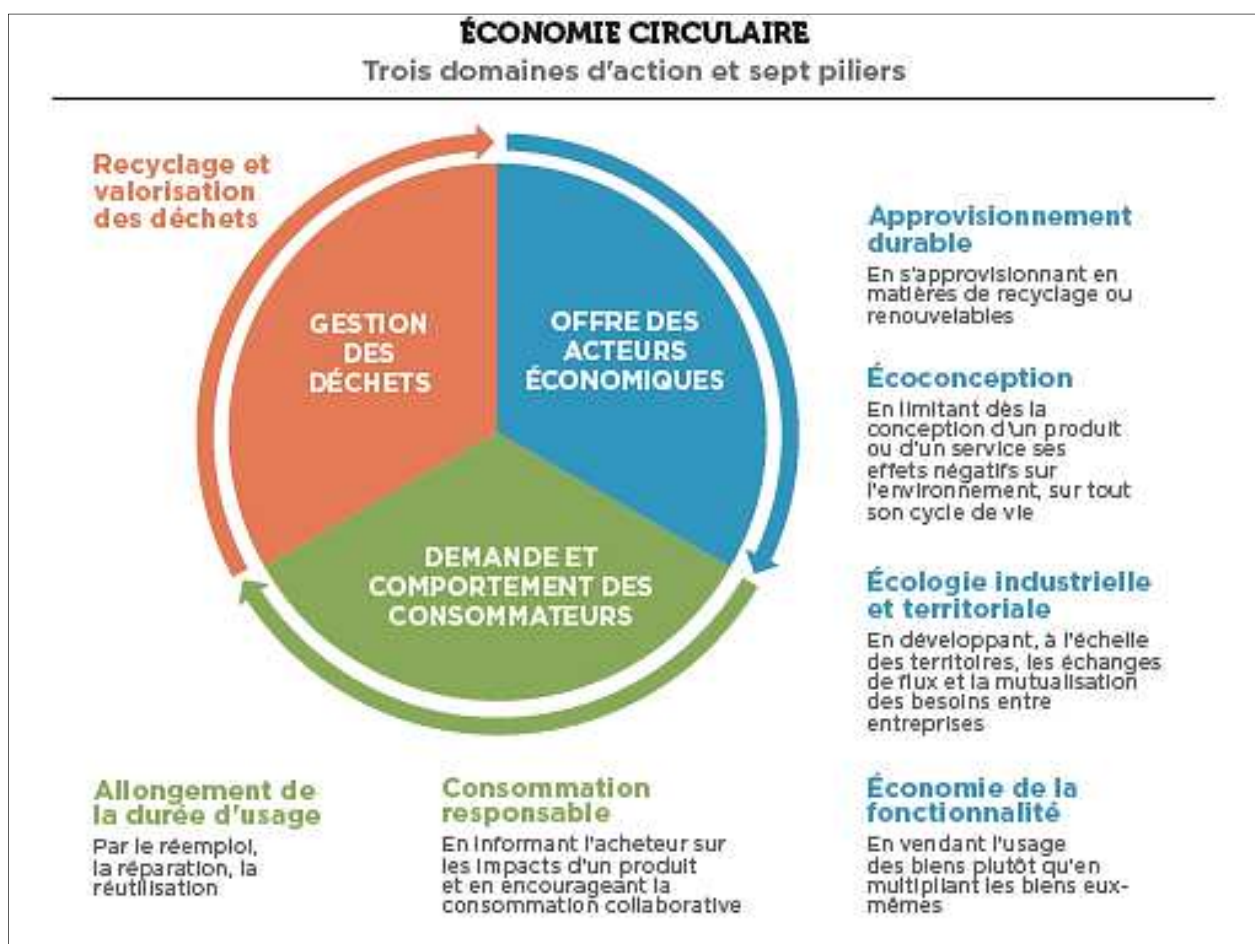 ÉCONOMIE CIRCULAIRE
Trois domaines d'action et sept piliers
Recyclage et
valorisation
des déchets
GESTION
DES
DÉCHETS
OFFRE DES
ACTEURS
ÉCONOMIQUES
DEMANDE ET
COMPORTEMENT DES
CONSOMMATEURS
Approvisionnement
durable
En s'approvisionnant en
matières de recyclage ou
renouvelables
Écoconception
En limitant dès la
conception d'un produit
ou d'un service ses
effets négatifs sur
l'environnement, sur tout
son cycle de vie
Écologie industrielle
et territoriale
En développant, à l'échelle
des territoires, les échanges
de flux et la mutualisation
des besoins entre
entreprises
Économie de la
fonctionnalité
En vendant l'usage
des biens plutôt qu'en
multipliant les biens eux-
mêmes
Consommation
responsable
En informant l'acheteur sur
les impacts d'un produit
et en encourageant la
consommation collaborative
Allongement de
la durée d'usage
Par le réemploi,
la réparation, la
réutilisation